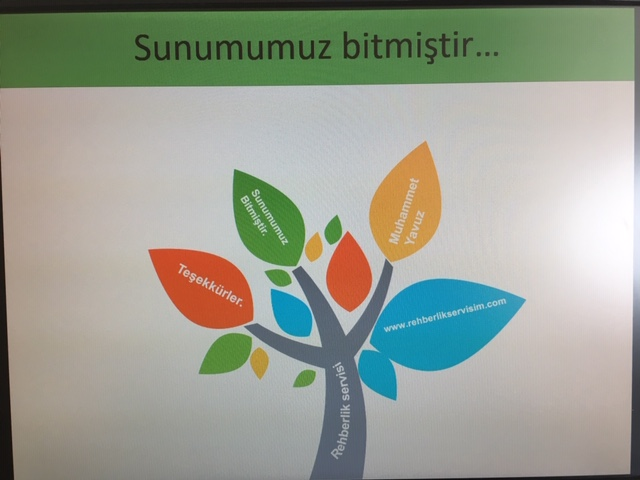 Sunumumuz bitmiştir...
Sunumumuz
Bitmiştir.
Muhammet
Yavuz
Teşekkürler.
www.rehberlikservisim.com
Rehberlik servisi